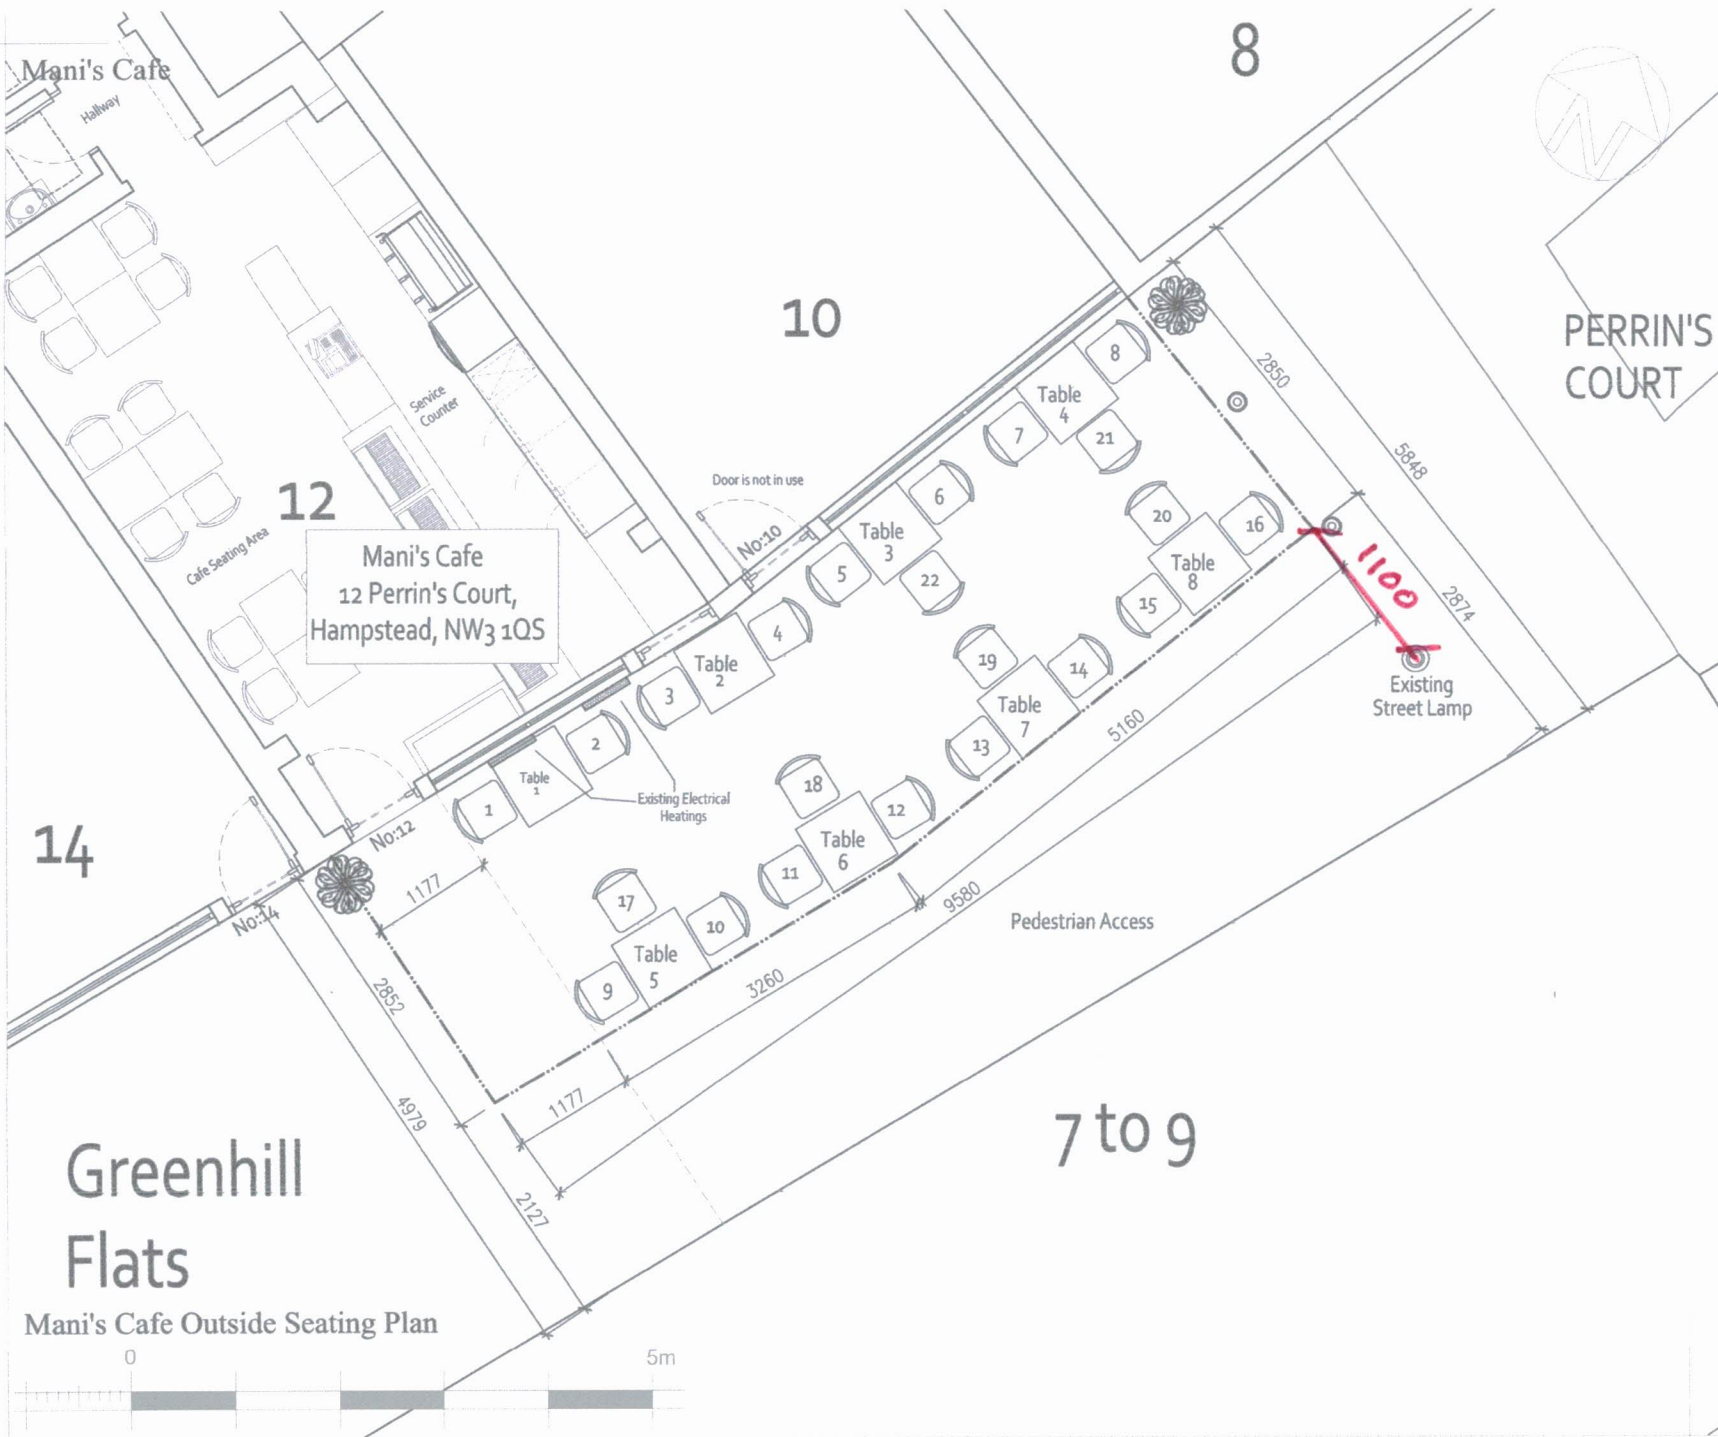 Mani's Cafe
Hallway
8
10
PERRIN'S
COURT
12
Service
Counter
Cafe Seating Area
Mani's Cafe
12 Perrin's Court,
Hampstead, NW3 1QS
Door is not in use
No:10
8
Table
4
7
21
2850
5848
6
Table
3
5
22
20
16
Table
8
15
1100
2874
Existing
Street Lamp
4
Table
2
3
19
14
Table
7
13
5160
2
Table
1
1
Existing Electrical
Heatings
18
12
Table
6
11
14
No:12
No:14
1177
17
10
Table
5
9
3260
9580
Pedestrian Access
2852
4979
1177
2127
7 to 9
Greenhill
Flats
Mani's Cafe Outside Seating Plan
0
5m
N